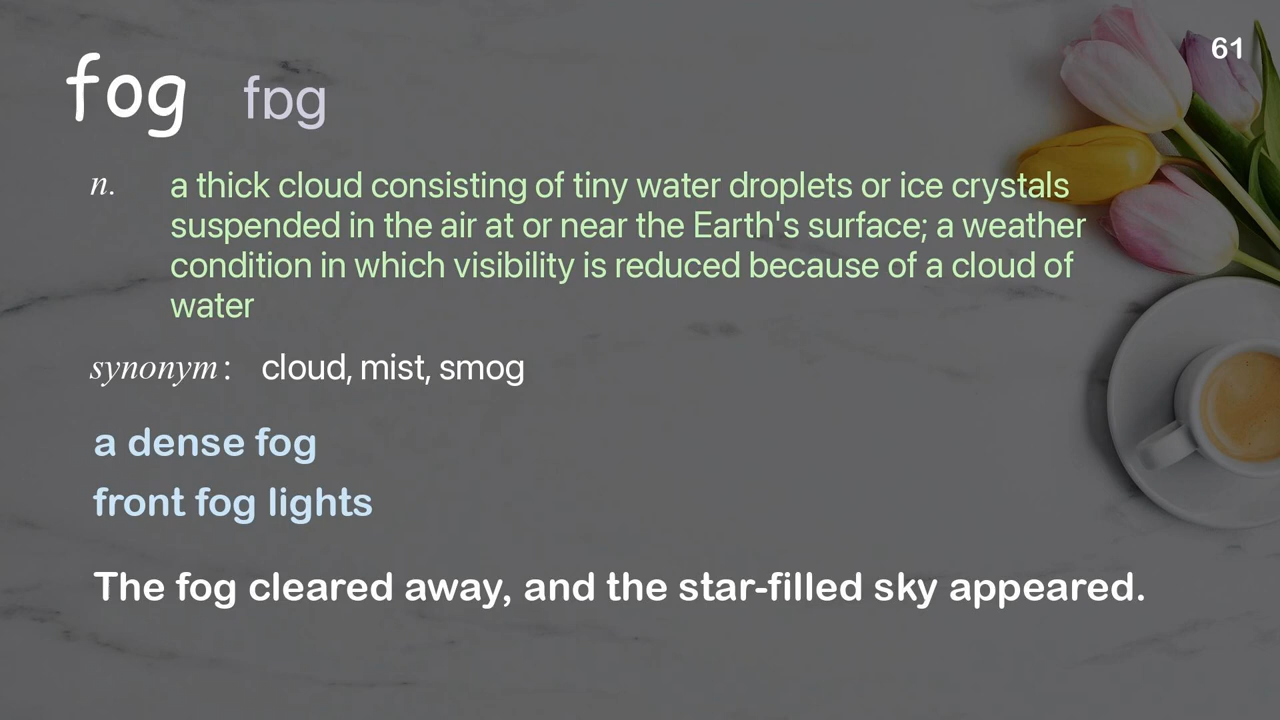 61
fog fɒg
n. a thick cloud consisting of tiny water droplets or ice crystals
suspended in the air at or near the Earth's surface; a weather
condition in which visibility is reduced because of a cloud of
water
synonym: cloud, mist, smog
a dense fog
front fog lights
The fog cleared away, and the star-filled sky appeared.